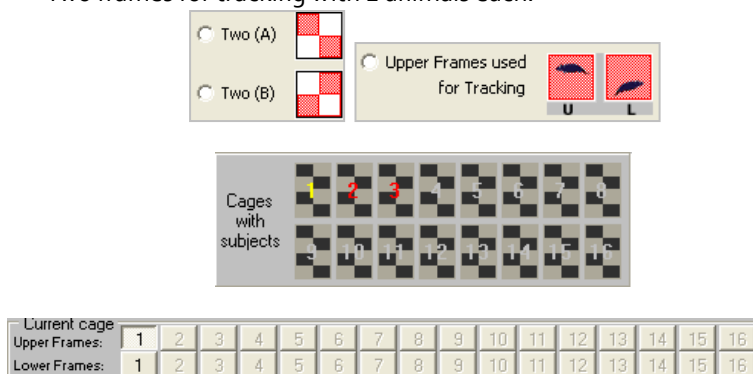 Two frames for tracking with 2 animals each:
Two (A)
Two (B)
Upper Frames used
for Tracking
U L
Cages
with
subjects
1 2 3 4 5 6 7 8
9 10 11 12 13 14 15 16
Current cage
Upper Frames: 1 2 3 4 5 6 7 8 9 10 11 12 13 14 15 16
Lower Frames: 1 2 3 4 5 6 7 8 9 10 11 12 13 14 15 16